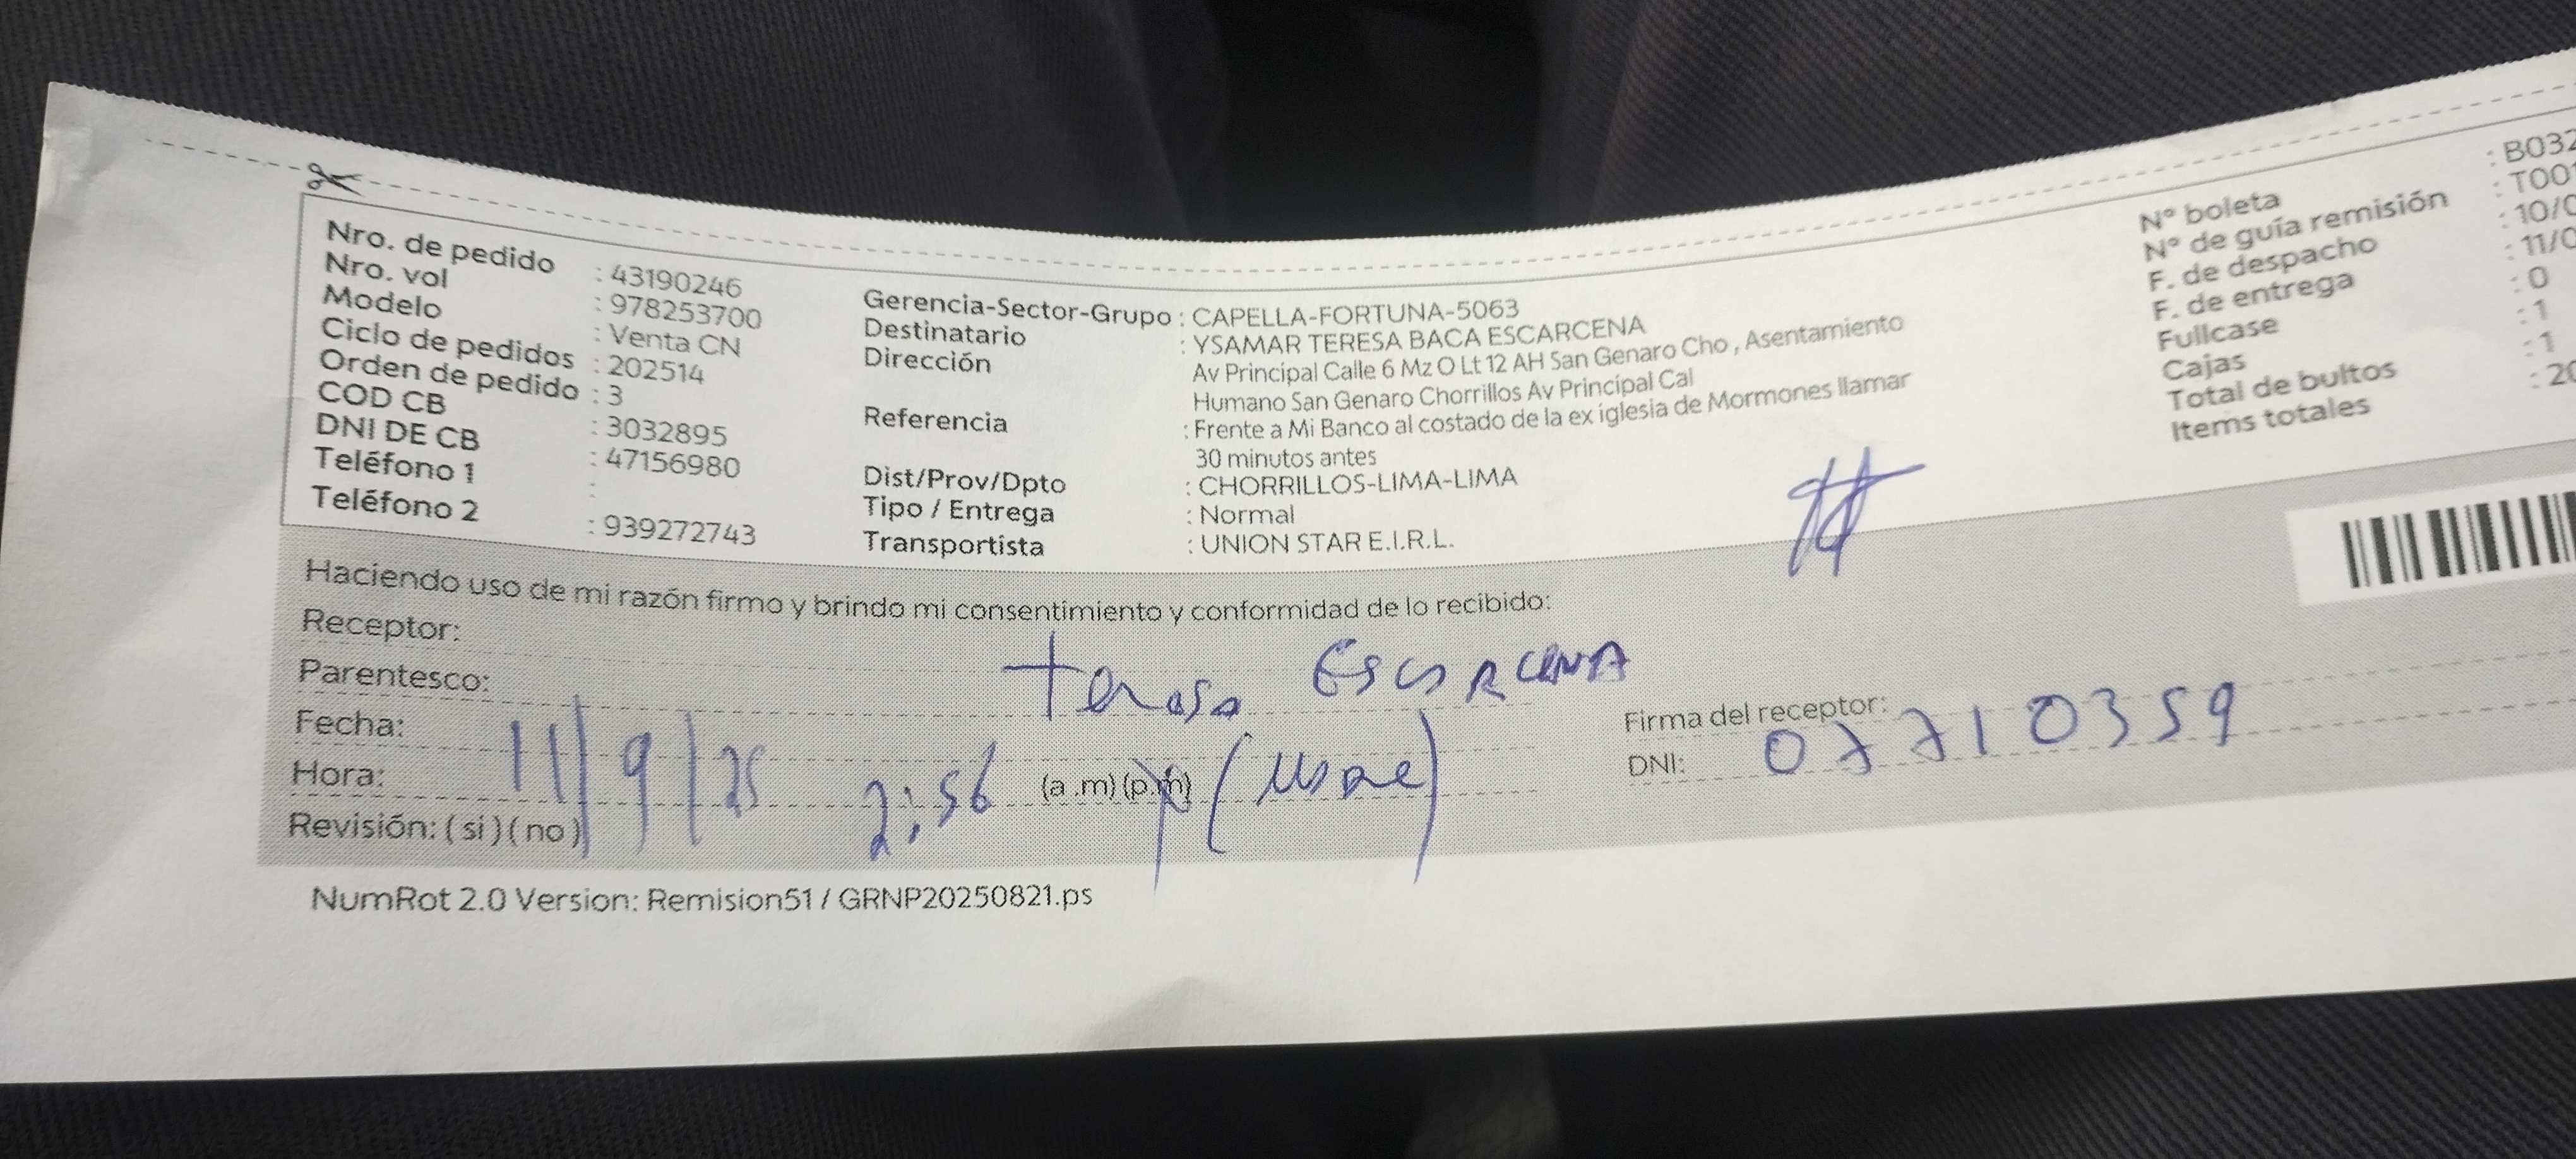 Nro. de pedido : 43190246
Nro. vol : 978253700
Modelo : Venta CN
Ciclo de pedidos : 202514
Orden de pedido : 3
COD CB : 3032895
DNI DE CB : 47156980
Teléfono 1 :
Teléfono 2 : 939272743
Gerencia-Sector-Grupo : CAPELLA-FORTUNA-5063
Destinatario : YSAMAR TERESA BACA ESCARCENA
Dirección Av Principal Calle 6 Mz O Lt 12 AH San Genaro Cho , Asentamiento
Humano San Genaro Chorrillos Av Principal Cal
Referencia : Frente a Mi Banco al costado de la ex iglesia de Mormones llamar
30 minutos antes
Dist/Prov/Dpto : CHORRILLOS-LIMA-LIMA
Tipo / Entrega : Normal
Transportista : UNION STAR E.I.R.L.
N° boleta : B032
N° de guía remisión : T001
F. de despacho : 10/0
F. de entrega : 11/0
Fullcase : 0
Cajas : 1
Total de bultos : 1
Items totales : 20
Haciendo uso de mi razón firmo y brindo mi consentimiento y conformidad de lo recibido:
Receptor: Teresa ESCARCENA
Parentesco:
Fecha: 11/9/25
Hora: 2:56 (a .m) (p.m)
Revisión: ( si ) ( no )
Firma del receptor:
DNI: 07710359
NumRot 2.0 Version: Remision51 / GRNP20250821.ps